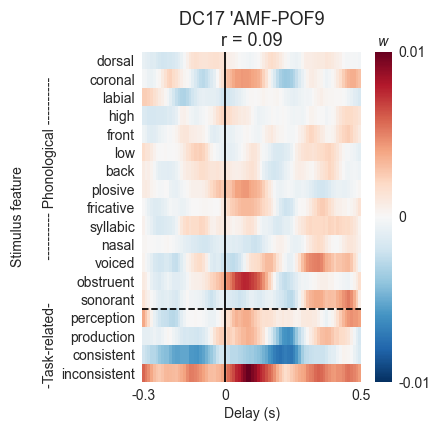 DC17 'AMF-POF9
r = 0.09
w
Stimulus feature
---------- Phonological ----------
-Task-related-
dorsal
coronal
labial
high
front
low
back
plosive
fricative
syllabic
nasal
voiced
obstruent
sonorant
perception
production
consistent
inconsistent
0.01
0
-0.01
-0.3
0
0.5
Delay (s)